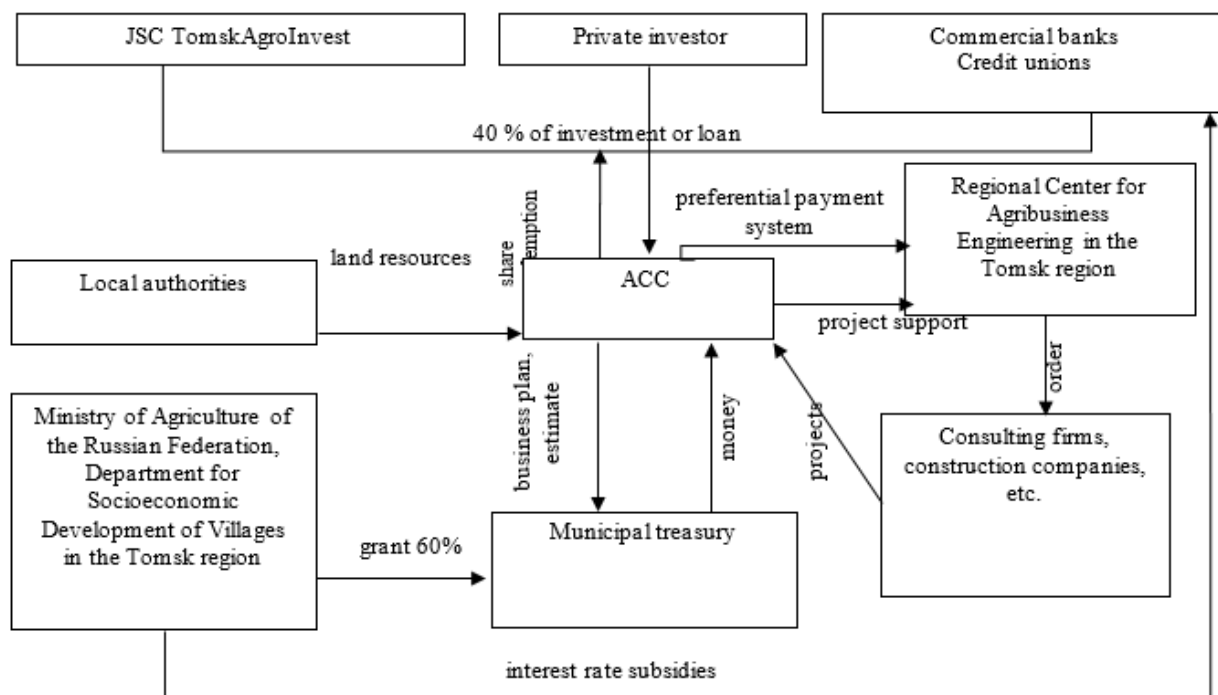 JSC TomskAgroInvest
Private investor
Commercial banks
Credit unions
40 % of investment or loan
preferential payment
system
Regional Center for
Agribusiness
Engineering in the
Tomsk region
land resources
share
Local authorities
ACC
project support
business plan,
estimate
money
projects
order
Ministry of Agriculture of
the Russian Federation,
Department for
Socioeconomic
Development of Villages
in the Tomsk region
Consulting firms,
construction companies,
etc.
grant 60%
Municipal treasury
interest rate subsidies